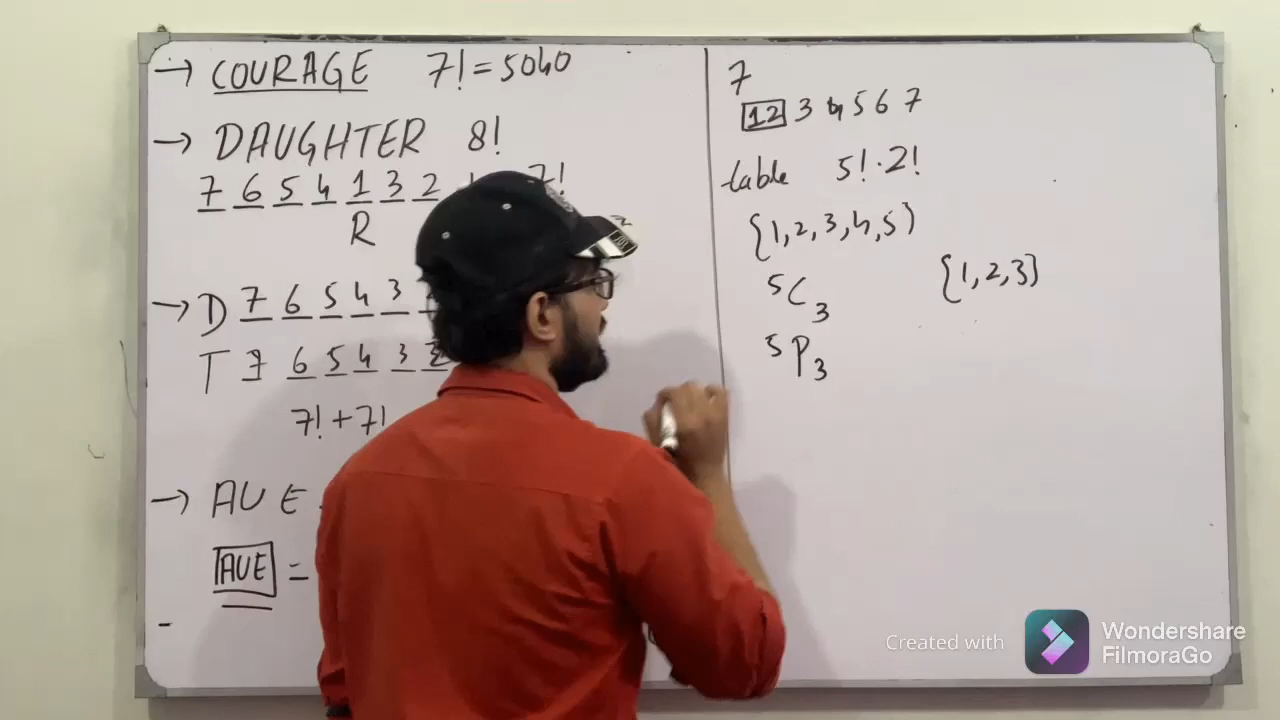 → COURAGE 7! = 5040
→ DAUGHTER 8!
7 6 5 4 1 3 2 7!
R
→ D 7 6 5 4 3
T 7 6 5 4 3 2
7! + 7!
→ AUE
AUE =
-
7
12 3 4 5 6 7
table 5! · 2!
{1,2,3,4,5}
⁵C₃ {1,2,3}
⁵P₃
Created with Wondershare FilmoraGo